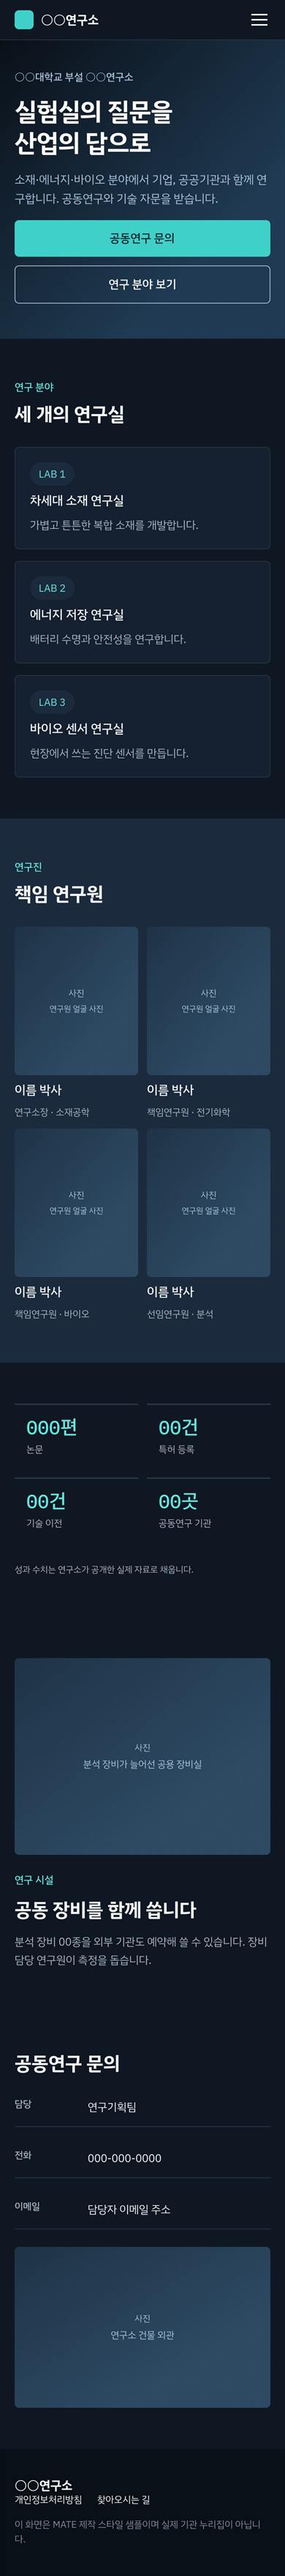 ○○연구소
○○대학교 부설 ○○연구소
실험실의 질문을
산업의 답으로
소재·에너지·바이오 분야에서 기업, 공공기관과 함께 연
구합니다. 공동연구와 기술 자문을 받습니다.
공동연구 문의
연구 분야 보기
연구 분야
세 개의 연구실
LAB 1
차세대 소재 연구실
가볍고 튼튼한 복합 소재를 개발합니다.
LAB 2
에너지 저장 연구실
배터리 수명과 안전성을 연구합니다.
LAB 3
바이오 센서 연구실
현장에서 쓰는 진단 센서를 만듭니다.
연구진
책임 연구원
사진
연구원 얼굴 사진
이름 박사
연구소장 · 소재공학
사진
연구원 얼굴 사진
이름 박사
책임연구원 · 전기화학
사진
연구원 얼굴 사진
이름 박사
책임연구원 · 바이오
사진
연구원 얼굴 사진
이름 박사
선임연구원 · 분석
000편
논문
00건
특허 등록
00건
기술 이전
00곳
공동연구 기관
성과 수치는 연구소가 공개한 실제 자료로 채웁니다.
사진
분석 장비가 늘어선 공용 장비실
연구 시설
공동 장비를 함께 씁니다
분석 장비 00종을 외부 기관도 예약해 쓸 수 있습니다. 장비
담당 연구원이 측정을 돕습니다.
공동연구 문의
담당 연구기획팀
전화 000-000-0000
이메일 담당자 이메일 주소
사진
연구소 건물 외관
○○연구소
개인정보처리방침 찾아오시는 길
이 화면은 MATE 제작 스타일 샘플이며 실제 기관 누리집이 아닙니
다.